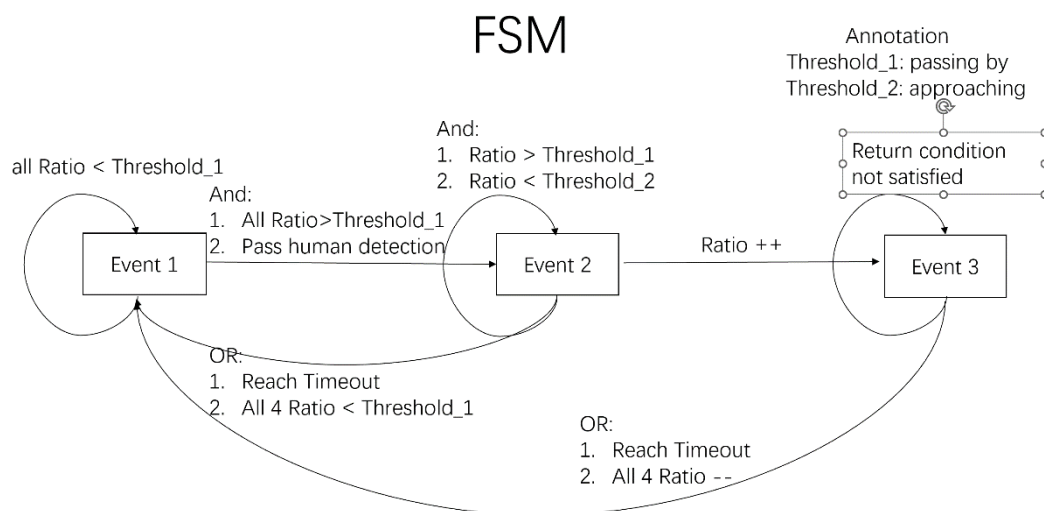 FSM
Annotation
Threshold_1: passing by
Threshold_2: approaching
Return condition
not satisfied
all Ratio < Threshold_1
And:
1. All Ratio>Threshold_1
2. Pass human detection
And:
1. Ratio > Threshold_1
2. Ratio < Threshold_2
Ratio ++
Event 1
Event 2
Event 3
OR:
1. Reach Timeout
2. All 4 Ratio < Threshold_1
OR:
1. Reach Timeout
2. All 4 Ratio --